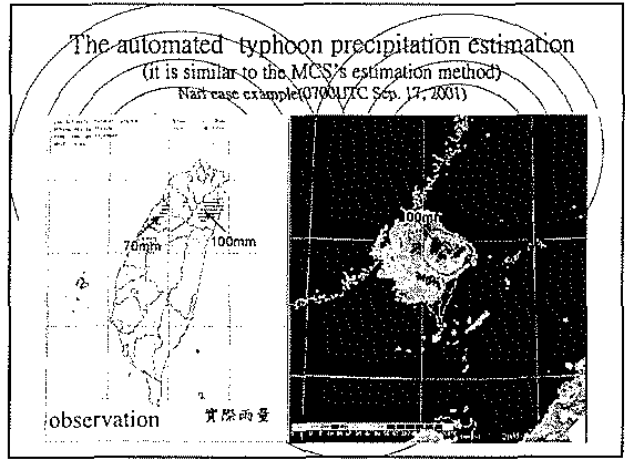 The automated typhoon precipitation estimation
(it is similar to the MCS's estimation method)
Nari case example(0700UTC Sep. 17, 2001)
70mm
100mm
observation 實際雨量